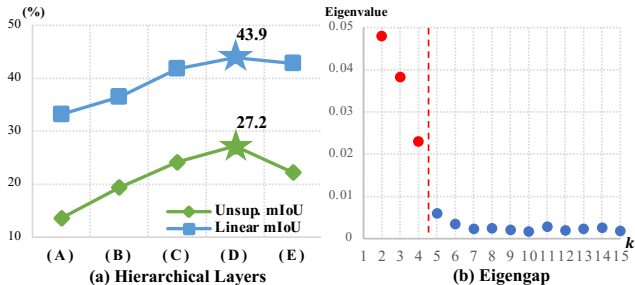 (%)
50
40
30
20
10
43.9
27.2
Unsup. mIoU
Linear mIoU
(A) (B) (C) (D) (E)
(a) Hierarchical Layers
Eigenvalue
0.05
0.04
0.03
0.02
0.01
0
1 2 3 4 5 6 7 8 9 10 11 12 13 14 15
k
(b) Eigengap